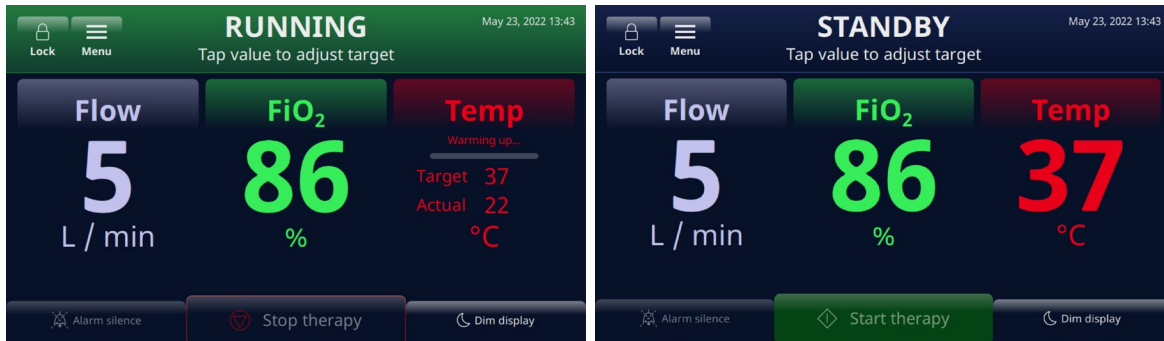 RUNNING
May 23, 2022 13:43
Lock
Menu
Tap value to adjust target
Flow
5
L / min
FiO₂
86
%
Temp
Warming up...
Target 37
Actual 22
°C
Alarm silence
Stop therapy
Dim display
STANDBY
May 23, 2022 13:43
Lock
Menu
Tap value to adjust target
Flow
5
L / min
FiO₂
86
%
Temp
37
°C
Alarm silence
Start therapy
Dim display